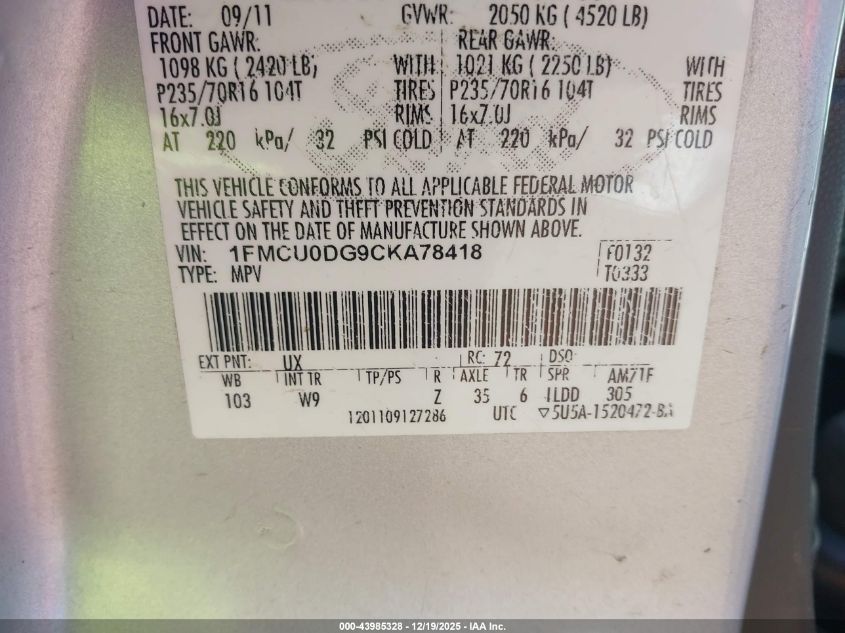 DATE: 09/11 GVWR: 2050 KG ( 4520 LB)
FRONT GAWR: REAR GAWR:
1098 KG ( 2420 LB) WITH 1021 KG ( 2250 LB) WITH
P235/70R16 104T TIRES P235/70R16 104T TIRES
16x7.0J RIMS 16x7.0J RIMS
AT 220 kPa/ 32 PSI COLD AT 220 kPa/ 32 PSI COLD
THIS VEHICLE CONFORMS TO ALL APPLICABLE FEDERAL MOTOR
VEHICLE SAFETY AND THEFT PREVENTION STANDARDS IN
EFFECT ON THE DATE OF MANUFACTURE SHOWN ABOVE.
VIN: 1FMCU0DG9CKA78418 F0132
TYPE: MPV T0333
EXT PNT: UX RC: 72 DSO:
WB INT TR TP/PS R AXLE TR SPR AM71F
103 W9 Z 35 6 ILDD 305
1201109127286 UTC ▽5U5A-1520472-BA
000-43985328 - 12/19/2025 - IAA Inc.